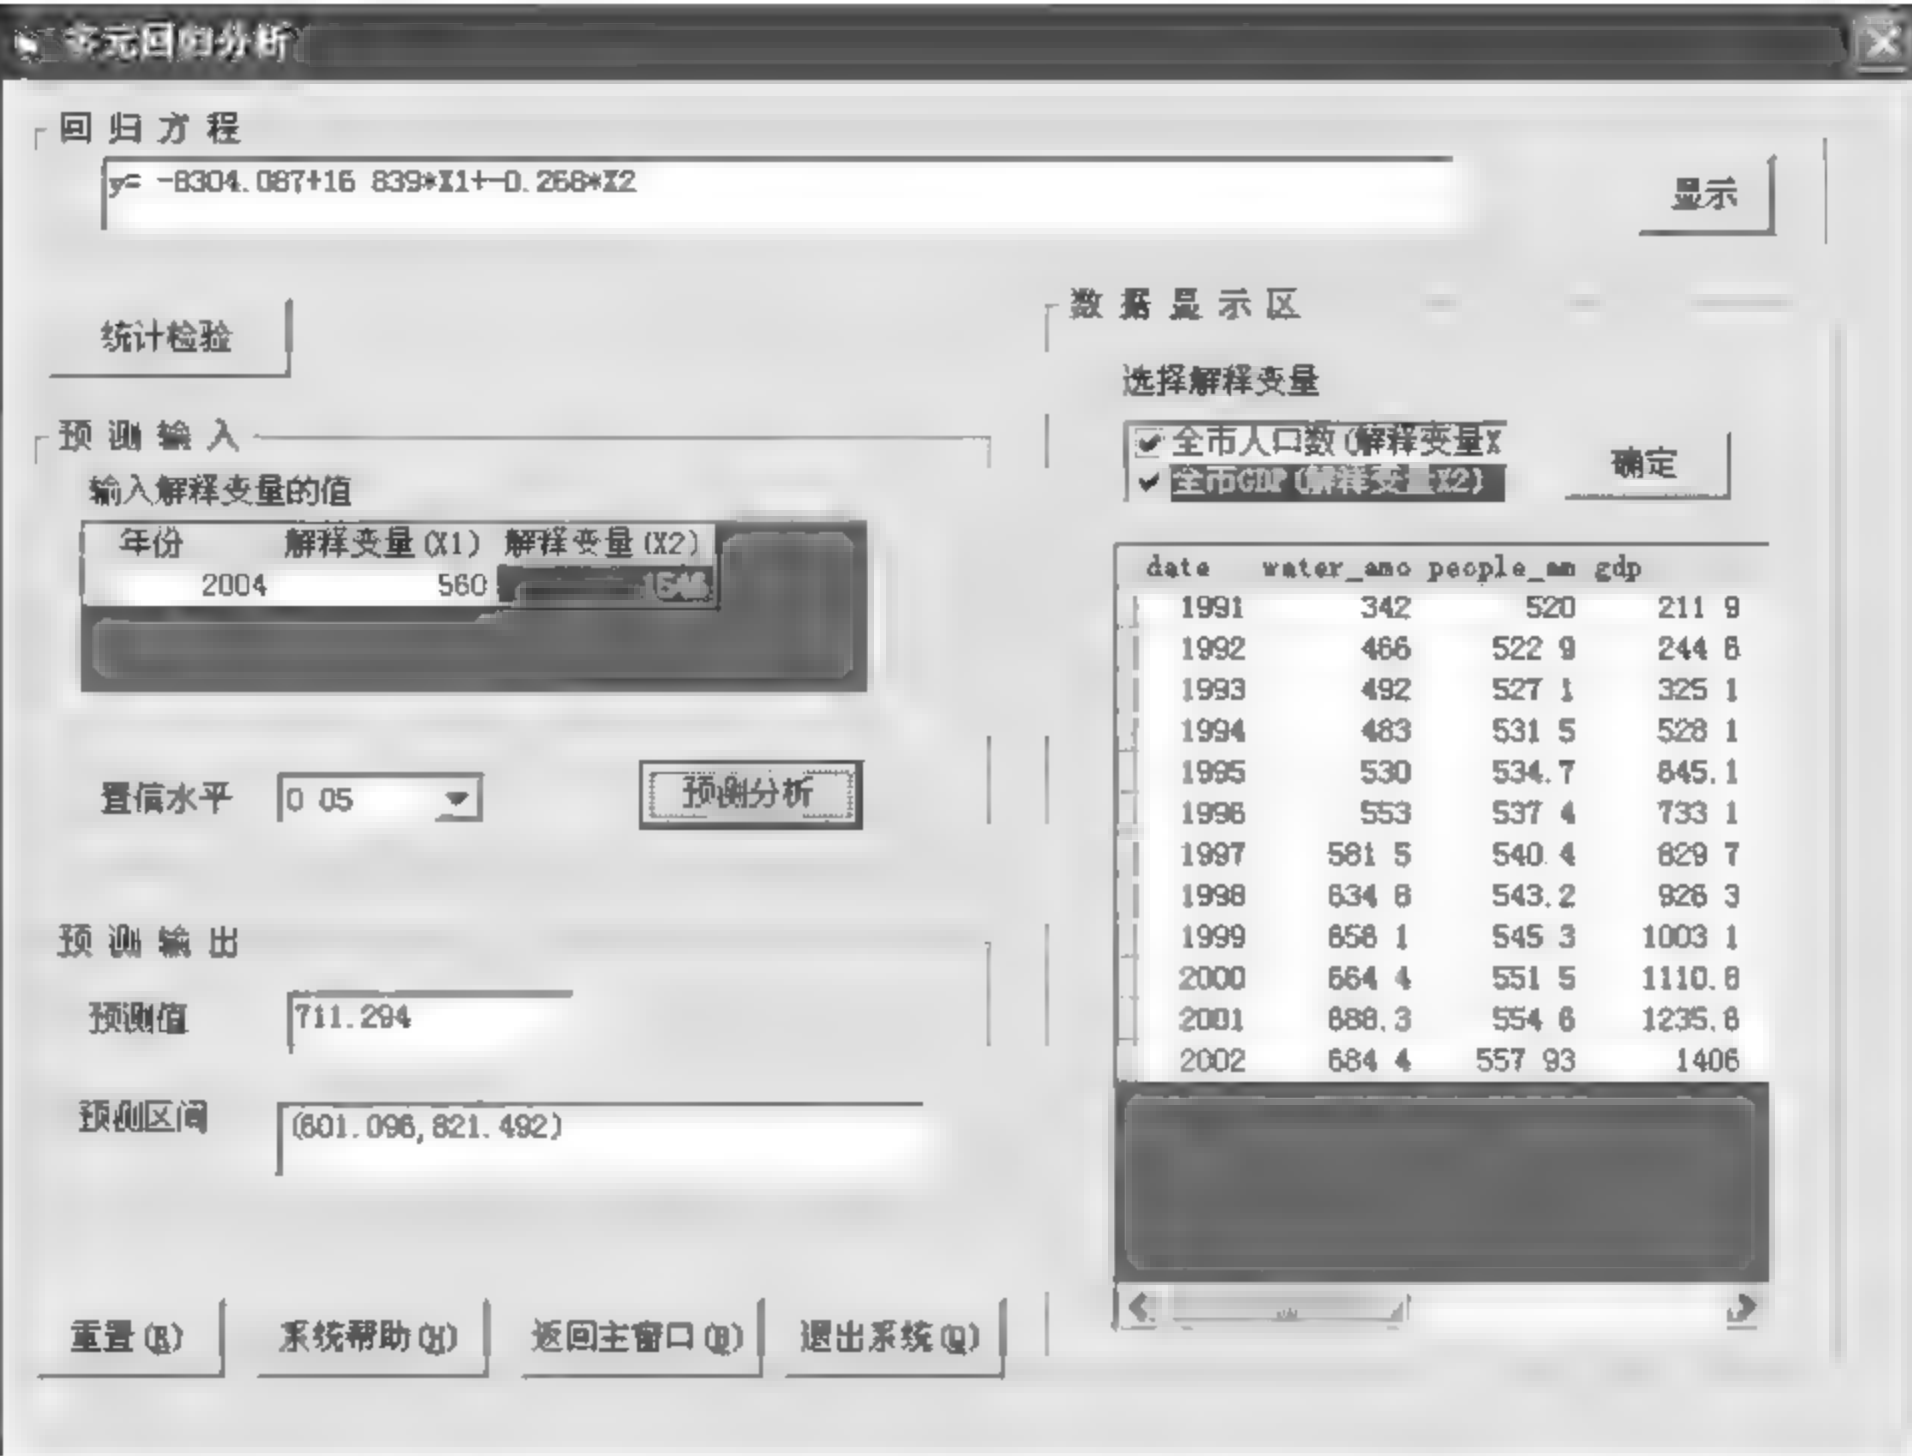 多元回归分析
回归方程
y= -8304.087+16 839*X1+-0.268*X2
显示
统计检验
预测输入
输入解释变量的值
年份 解释变量(X1) 解释变量(X2)
2004 560
置信水平 0 05 预测分析
预测输出
预测值 711.294
预测区间 (601.096,821.492)
重置(R) 系统帮助(H) 返回主窗口(B) 退出系统(Q)
数据显示区
选择解释变量
全市人口数(解释变量X
全市GDP(解释变量X2)
确定
date water_amo people_am gdp
1991 342 520 211 9
1992 466 522 9 244 6
1993 492 527 1 325 1
1994 483 531 5 528 1
1995 530 534.7 645.1
1996 553 537 4 733 1
1997 581 5 540.4 829 7
1998 634 8 543.2 926 3
1999 658 1 545 3 1003 1
2000 664 4 551 5 1110.8
2001 688.3 554 6 1235.6
2002 684 4 557 93 1406